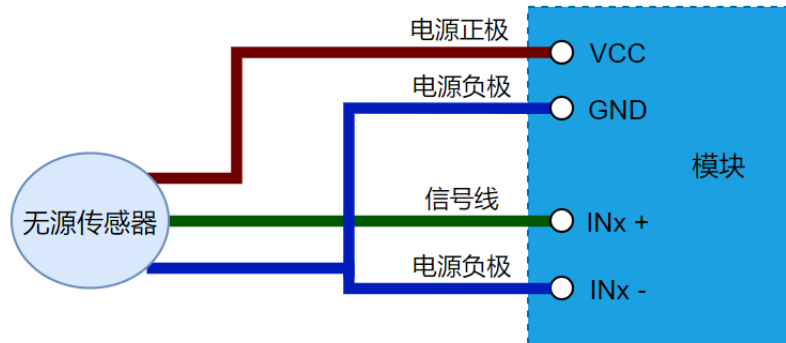 电源正极
VCC
电源负极
GND
模块
无源传感器
信号线
INx +
电源负极
INx -